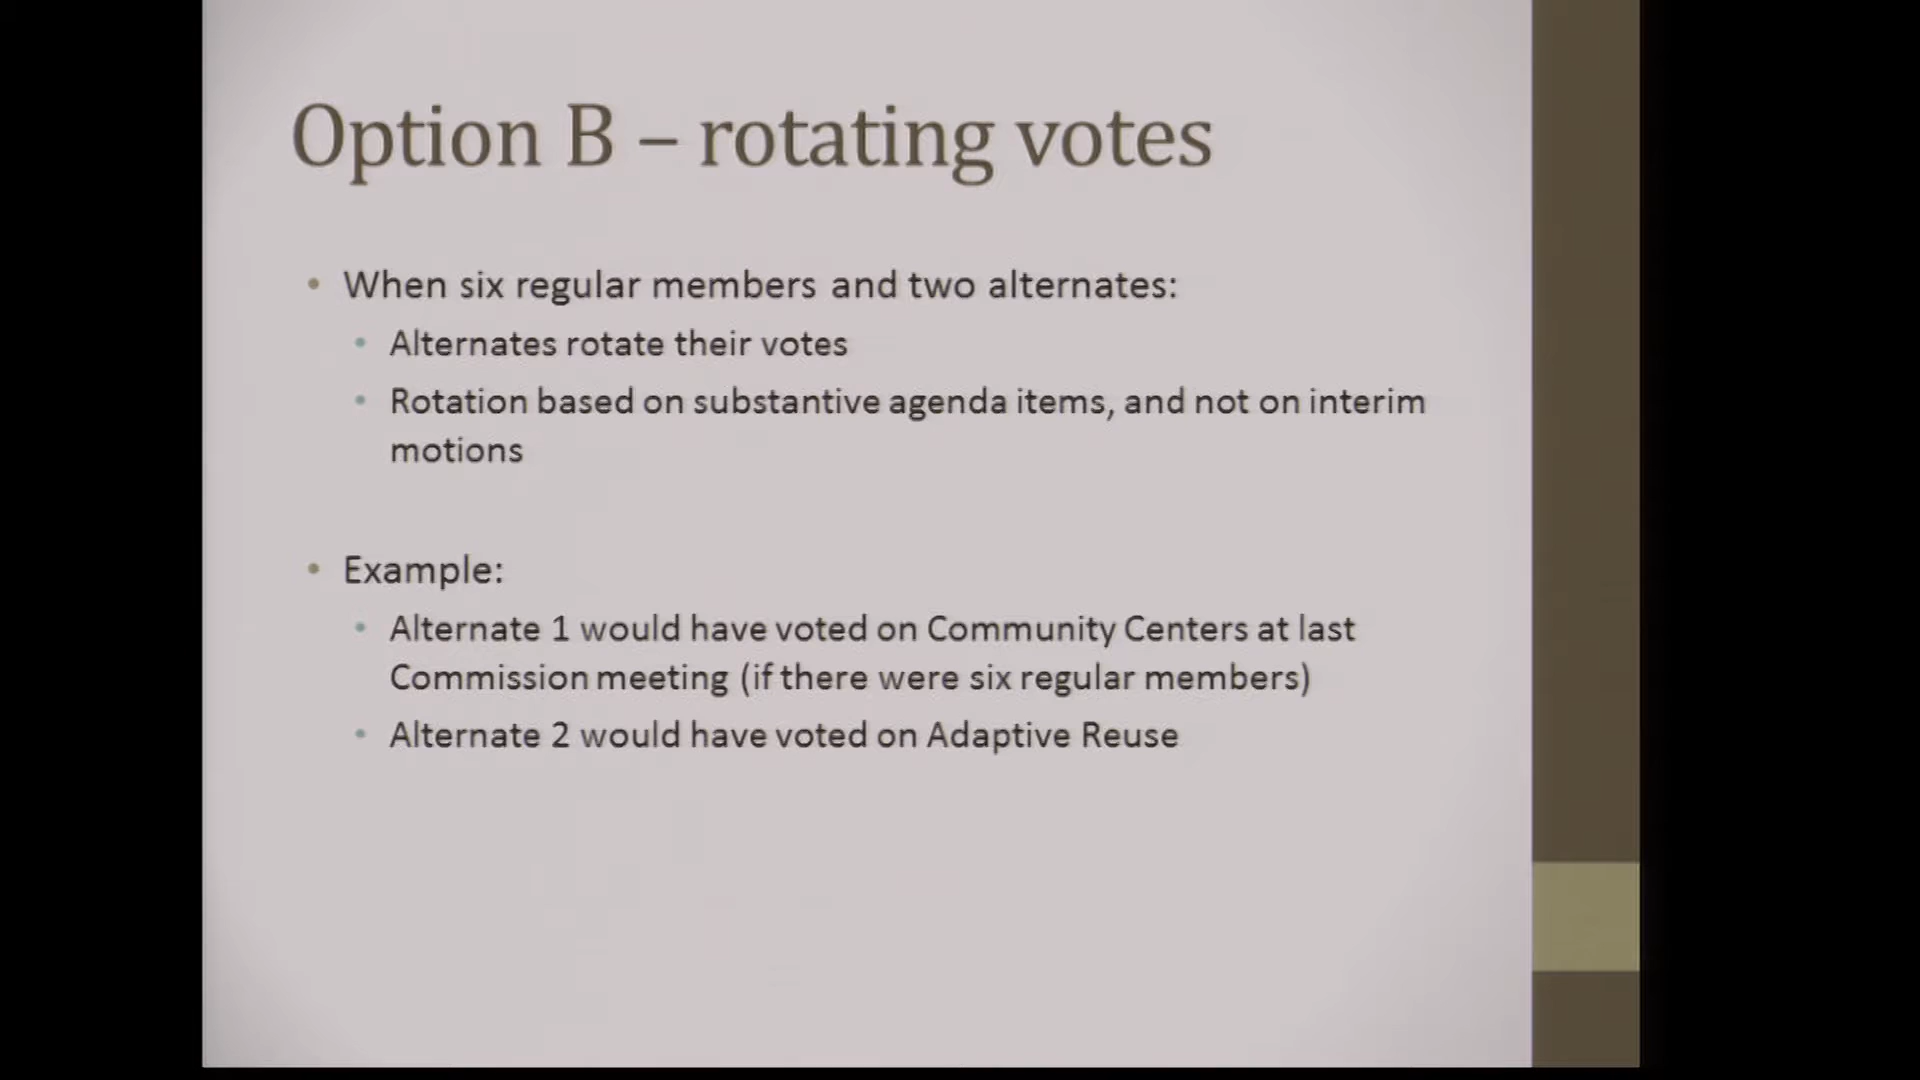 Option B – rotating votes
• When six regular members and two alternates:
• Alternates rotate their votes
• Rotation based on substantive agenda items, and not on interim
motions
• Example:
• Alternate 1 would have voted on Community Centers at last
Commission meeting (if there were six regular members)
• Alternate 2 would have voted on Adaptive Reuse